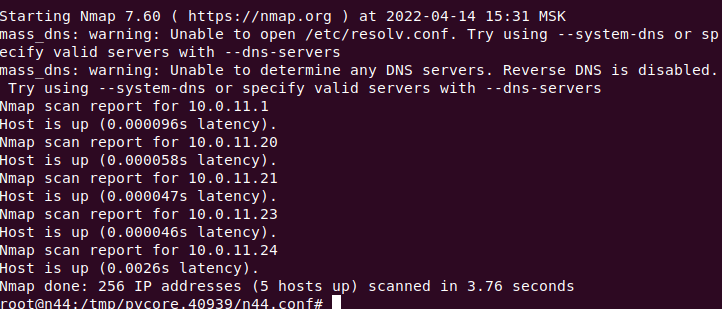 Starting Nmap 7.60 ( https://nmap.org ) at 2022-04-14 15:31 MSK
mass_dns: warning: Unable to open /etc/resolv.conf. Try using --system-dns or sp
ecify valid servers with --dns-servers
mass_dns: warning: Unable to determine any DNS servers. Reverse DNS is disabled.
 Try using --system-dns or specify valid servers with --dns-servers
Nmap scan report for 10.0.11.1
Host is up (0.000096s latency).
Nmap scan report for 10.0.11.20
Host is up (0.000058s latency).
Nmap scan report for 10.0.11.21
Host is up (0.000047s latency).
Nmap scan report for 10.0.11.23
Host is up (0.000046s latency).
Nmap scan report for 10.0.11.24
Host is up (0.0026s latency).
Nmap done: 256 IP addresses (5 hosts up) scanned in 3.76 seconds
root@n44:/tmp/pycore.40939/n44.conf#